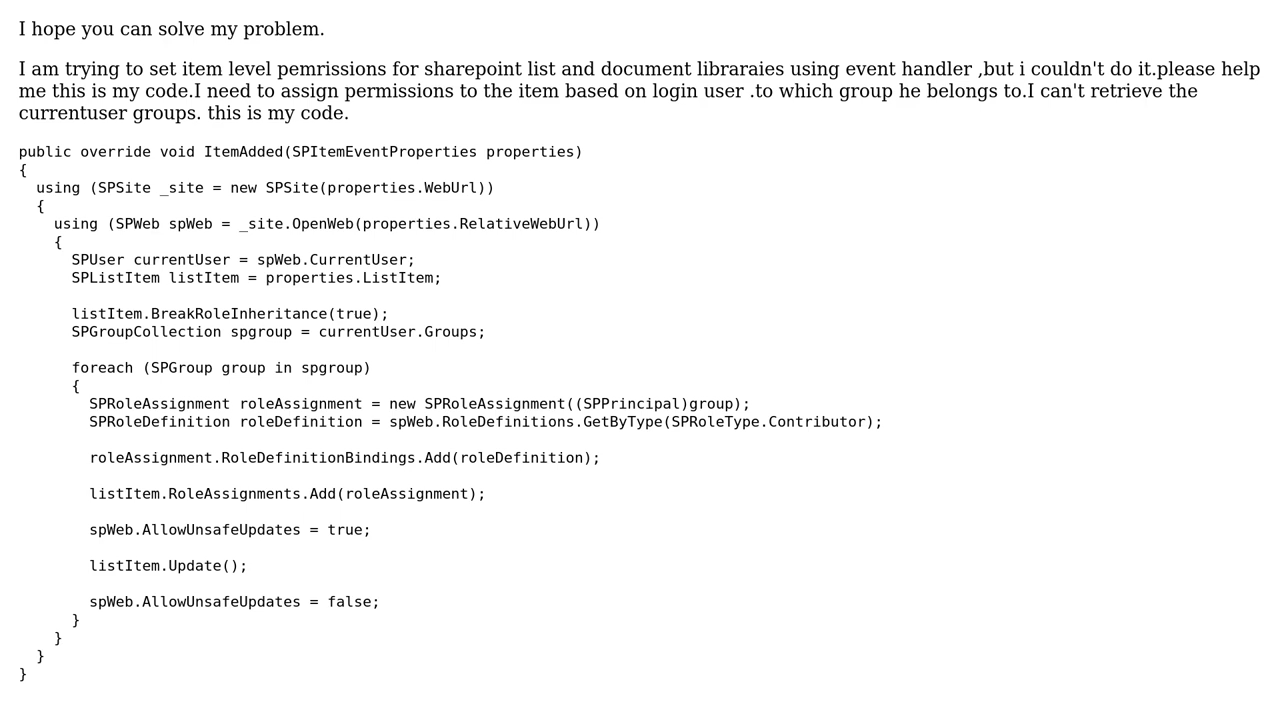 I hope you can solve my problem.
I am trying to set item level pemrissions for sharepoint list and document libraraies using event handler ,but i couldn't do it.please help
me this is my code.I need to assign permissions to the item based on login user .to which group he belongs to.I can't retrieve the
currentuser groups. this is my code.
public override void ItemAdded(SPItemEventProperties properties)
{
  using (SPSite _site = new SPSite(properties.WebUrl))
  {
    using (SPWeb spWeb = _site.OpenWeb(properties.RelativeWebUrl))
    {
      SPUser currentUser = spWeb.CurrentUser;
      SPListItem listItem = properties.ListItem;

      listItem.BreakRoleInheritance(true);
      SPGroupCollection spgroup = currentUser.Groups;

      foreach (SPGroup group in spgroup)
      {
        SPRoleAssignment roleAssignment = new SPRoleAssignment((SPPrincipal)group);
        SPRoleDefinition roleDefinition = spWeb.RoleDefinitions.GetByType(SPRoleType.Contributor);

        roleAssignment.RoleDefinitionBindings.Add(roleDefinition);

        listItem.RoleAssignments.Add(roleAssignment);

        spWeb.AllowUnsafeUpdates = true;

        listItem.Update();

        spWeb.AllowUnsafeUpdates = false;
      }
    }
  }
}